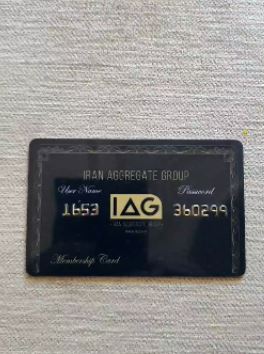 IRAN AGGREGATE GROUP
User Name Password
1653 IAG 360299
Membership Card